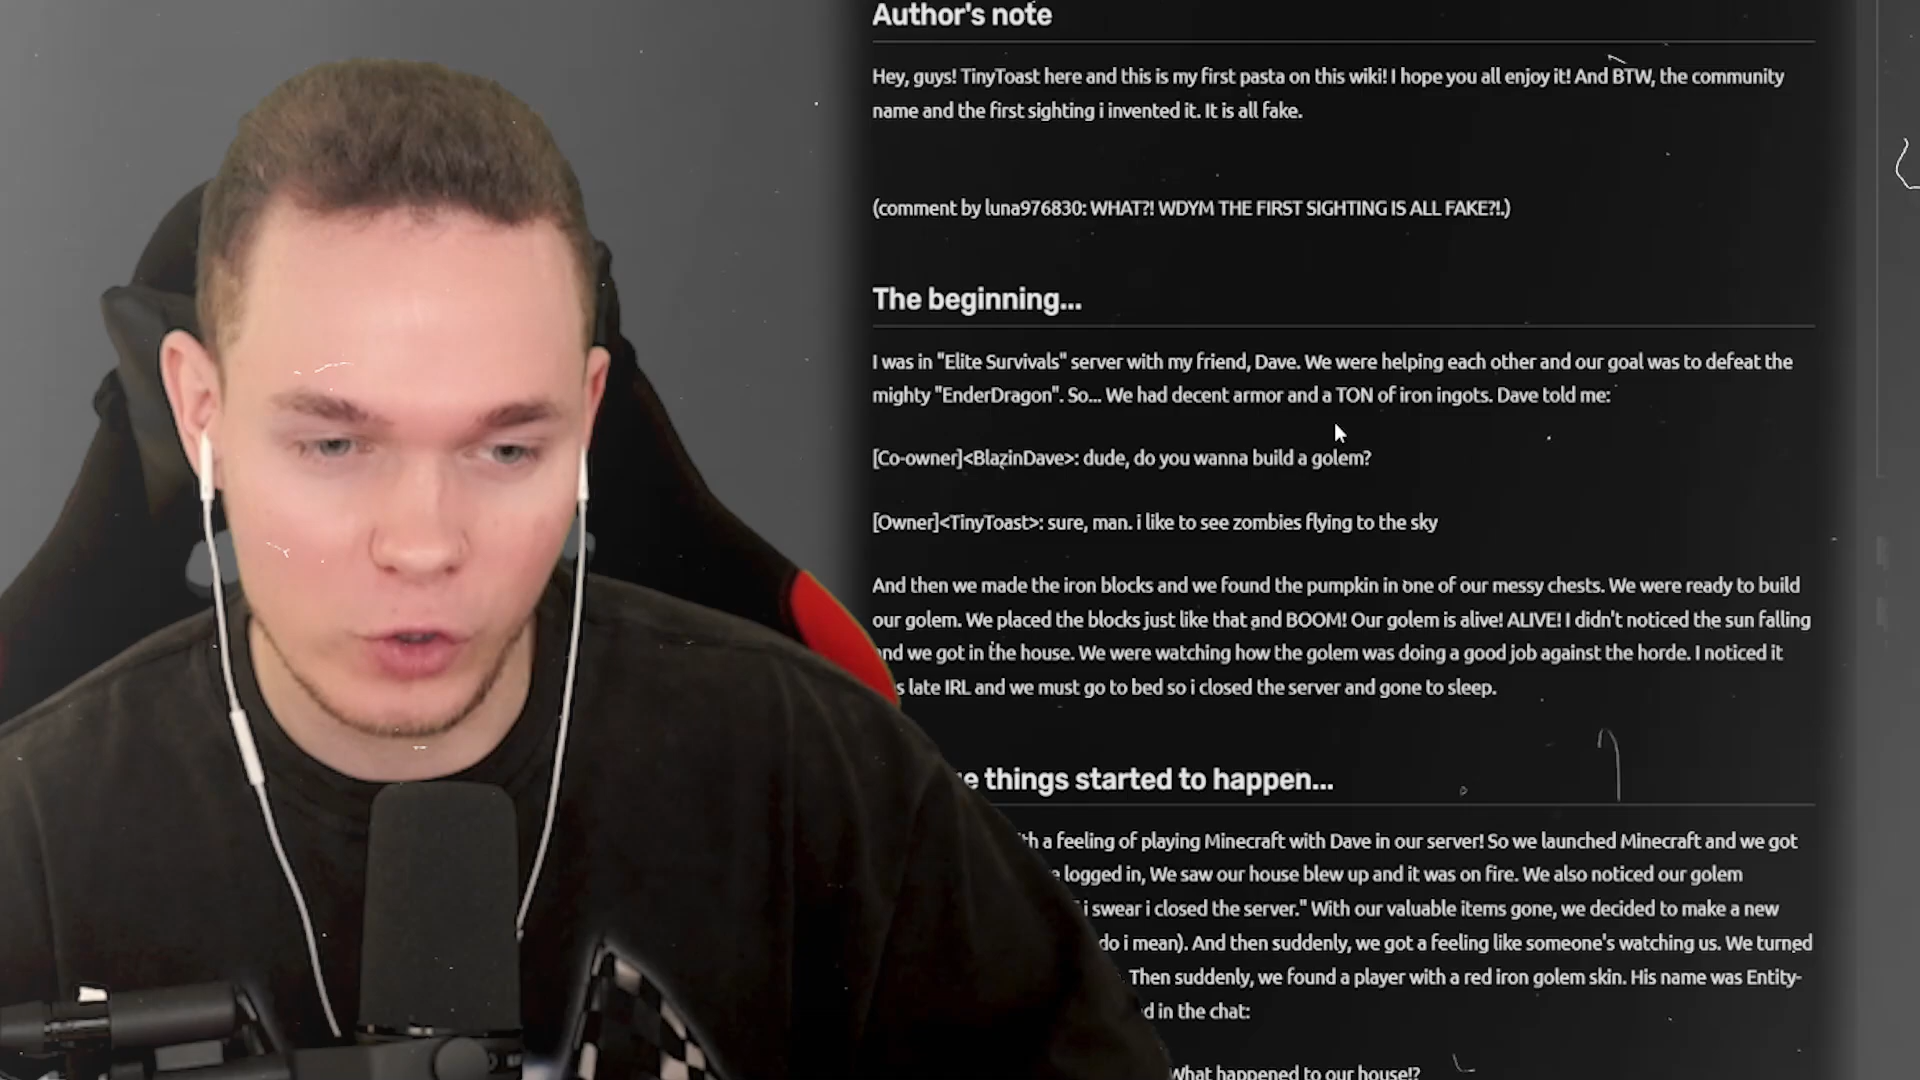 Author's note
Hey, guys! TinyToast here and this is my first pasta on this wiki! I hope you all enjoy it! And BTW, the community
name and the first sighting i invented it. It is all fake.
(comment by luna976830: WHAT?! WDYM THE FIRST SIGHTING IS ALL FAKE?!.)
The beginning...
I was in "Elite Survivals" server with my friend, Dave. We were helping each other and our goal was to defeat the
mighty "EnderDragon". So... We had decent armor and a TON of iron ingots. Dave told me:
[Co-owner]<BlazinDave>: dude, do you wanna build a golem?
[Owner]<TinyToast>: sure, man. i like to see zombies flying to the sky
And then we made the iron blocks and we found the pumpkin in one of our messy chests. We were ready to build
our golem. We placed the blocks just like that and BOOM! Our golem is alive! ALIVE! I didn't noticed the sun falling
and we got in the house. We were watching how the golem was doing a good job against the horde. I noticed it
late IRL and we must go to bed so i closed the server and gone to sleep.
things started to happen...
a feeling of playing Minecraft with Dave in our server! So we launched Minecraft and we got
logged in, We saw our house blew up and it was on fire. We also noticed our golem
i swear i closed the server." With our valuable items gone, we decided to make a new
do i mean). And then suddenly, we got a feeling like someone's watching us. We turned
Then suddenly, we found a player with a red iron golem skin. His name was Entity-
in the chat:
What happened to our house!?